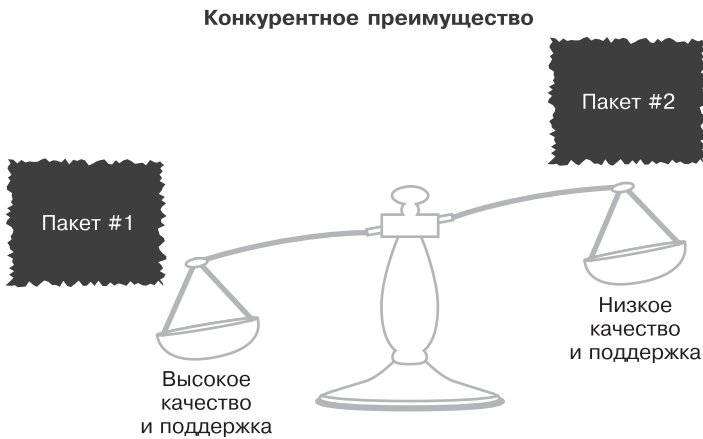 Конкурентное преимущество
Пакет #2
Пакет #1
Низкое
качество
и поддержка
Высокое
качество
и поддержка